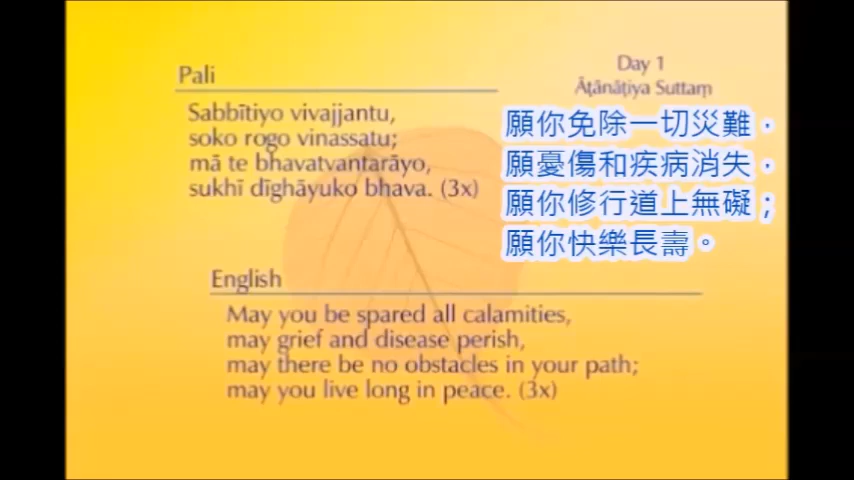 Pali
Day 1
Āṭānāṭiya Suttaṃ
Sabbītiyo vivajjantu,
soko rogo vinassatu;
mā te bhavatvantarāyo,
sukhī dīghāyuko bhava. (3x)
願你免除一切災難．
願憂傷和疾病消失．
願你修行道上無礙；
願你快樂長壽。
English
May you be spared all calamities,
may grief and disease perish,
may there be no obstacles in your path;
may you live long in peace. (3x)